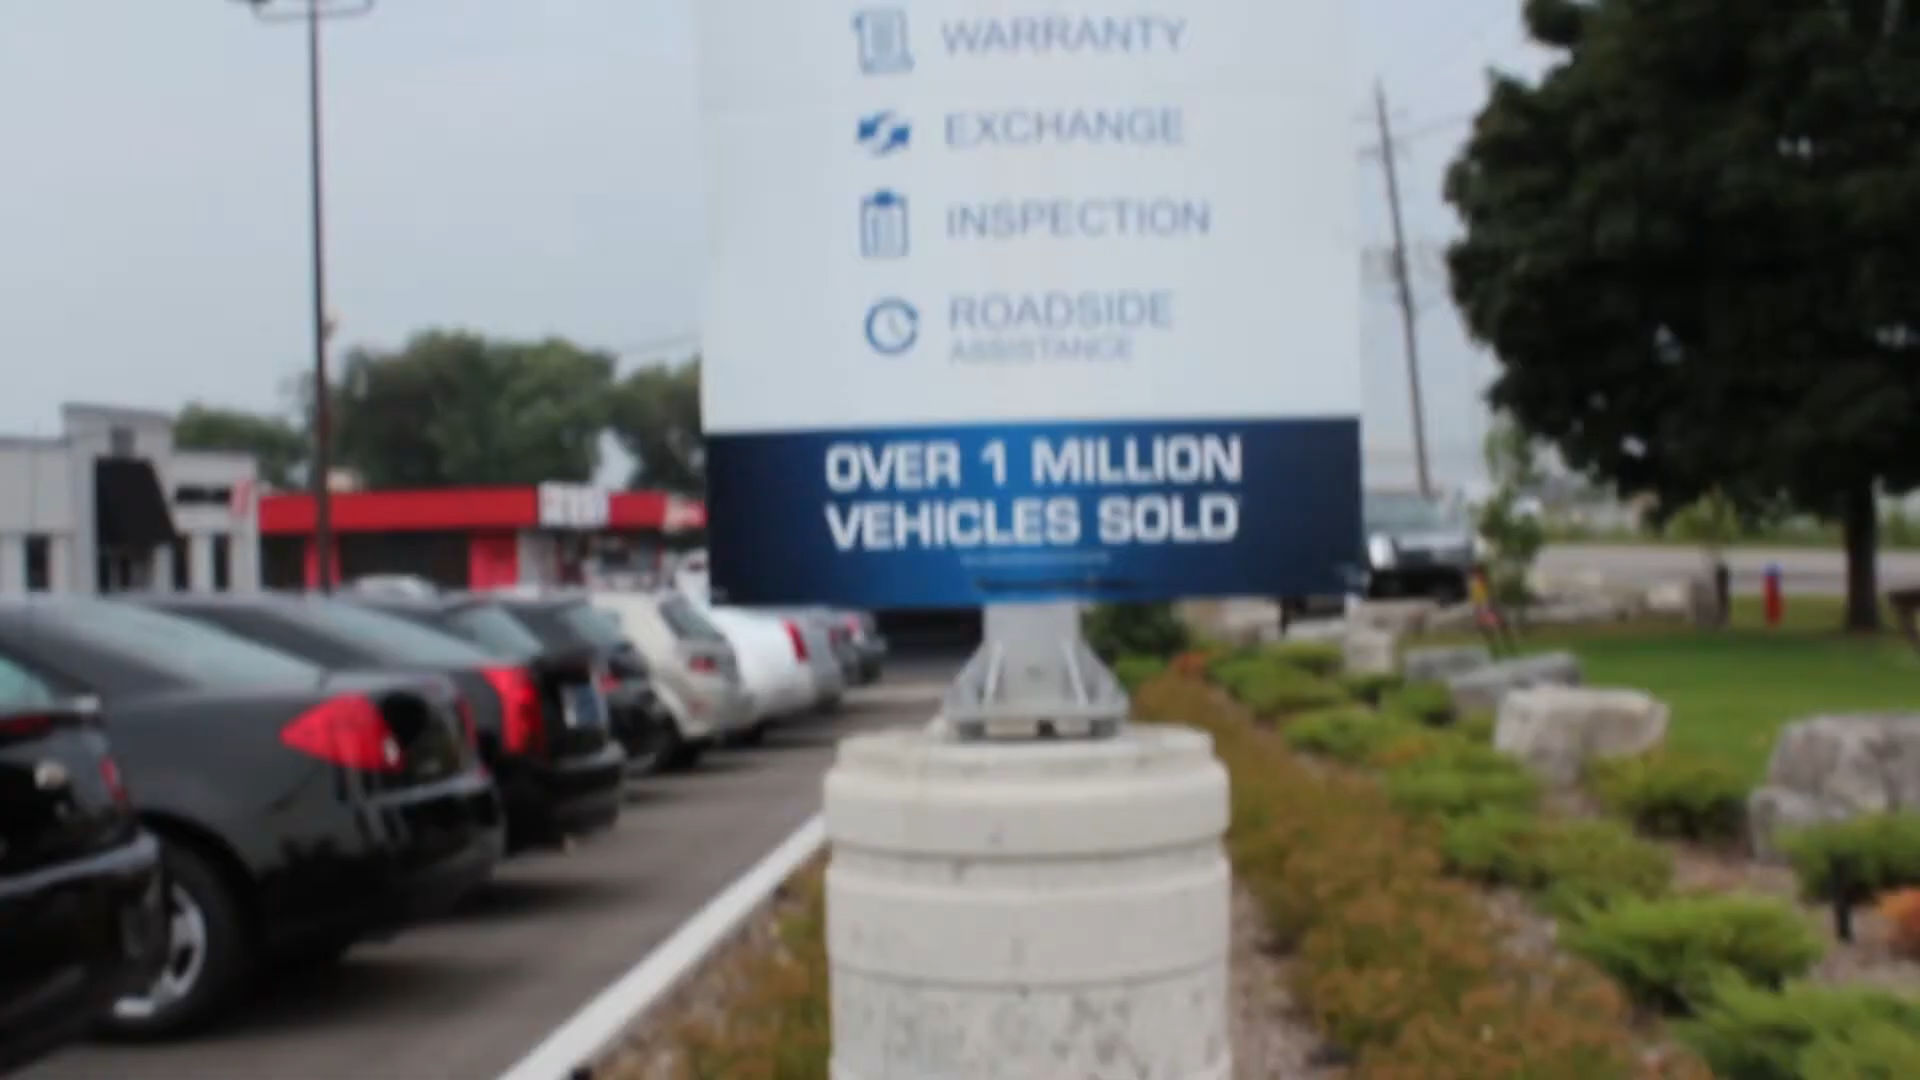 WARRANTY
EXCHANGE
INSPECTION
ROADSIDE
ASSISTANCE
OVER 1 MILLION
VEHICLES SOLD